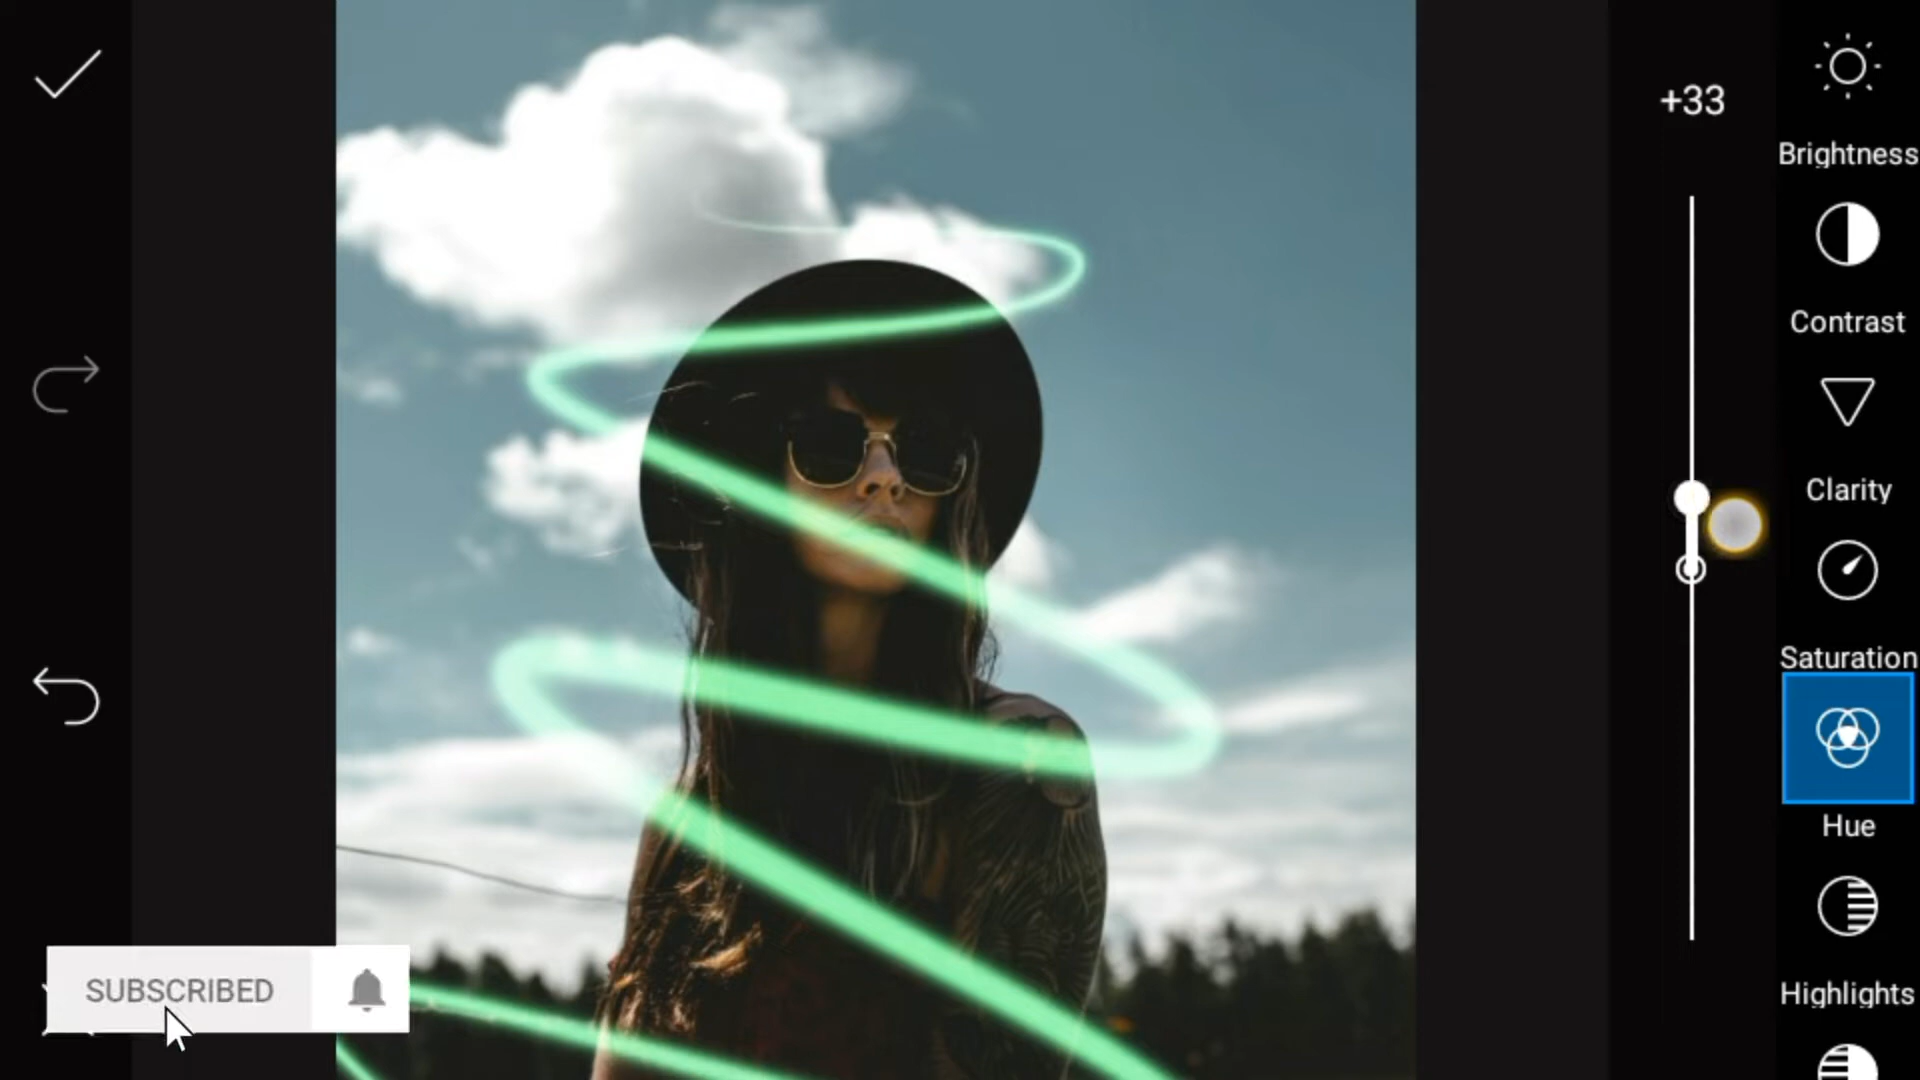 +33
Brightness
Contrast
Clarity
Saturation
Hue
Highlights
SUBSCRIBED